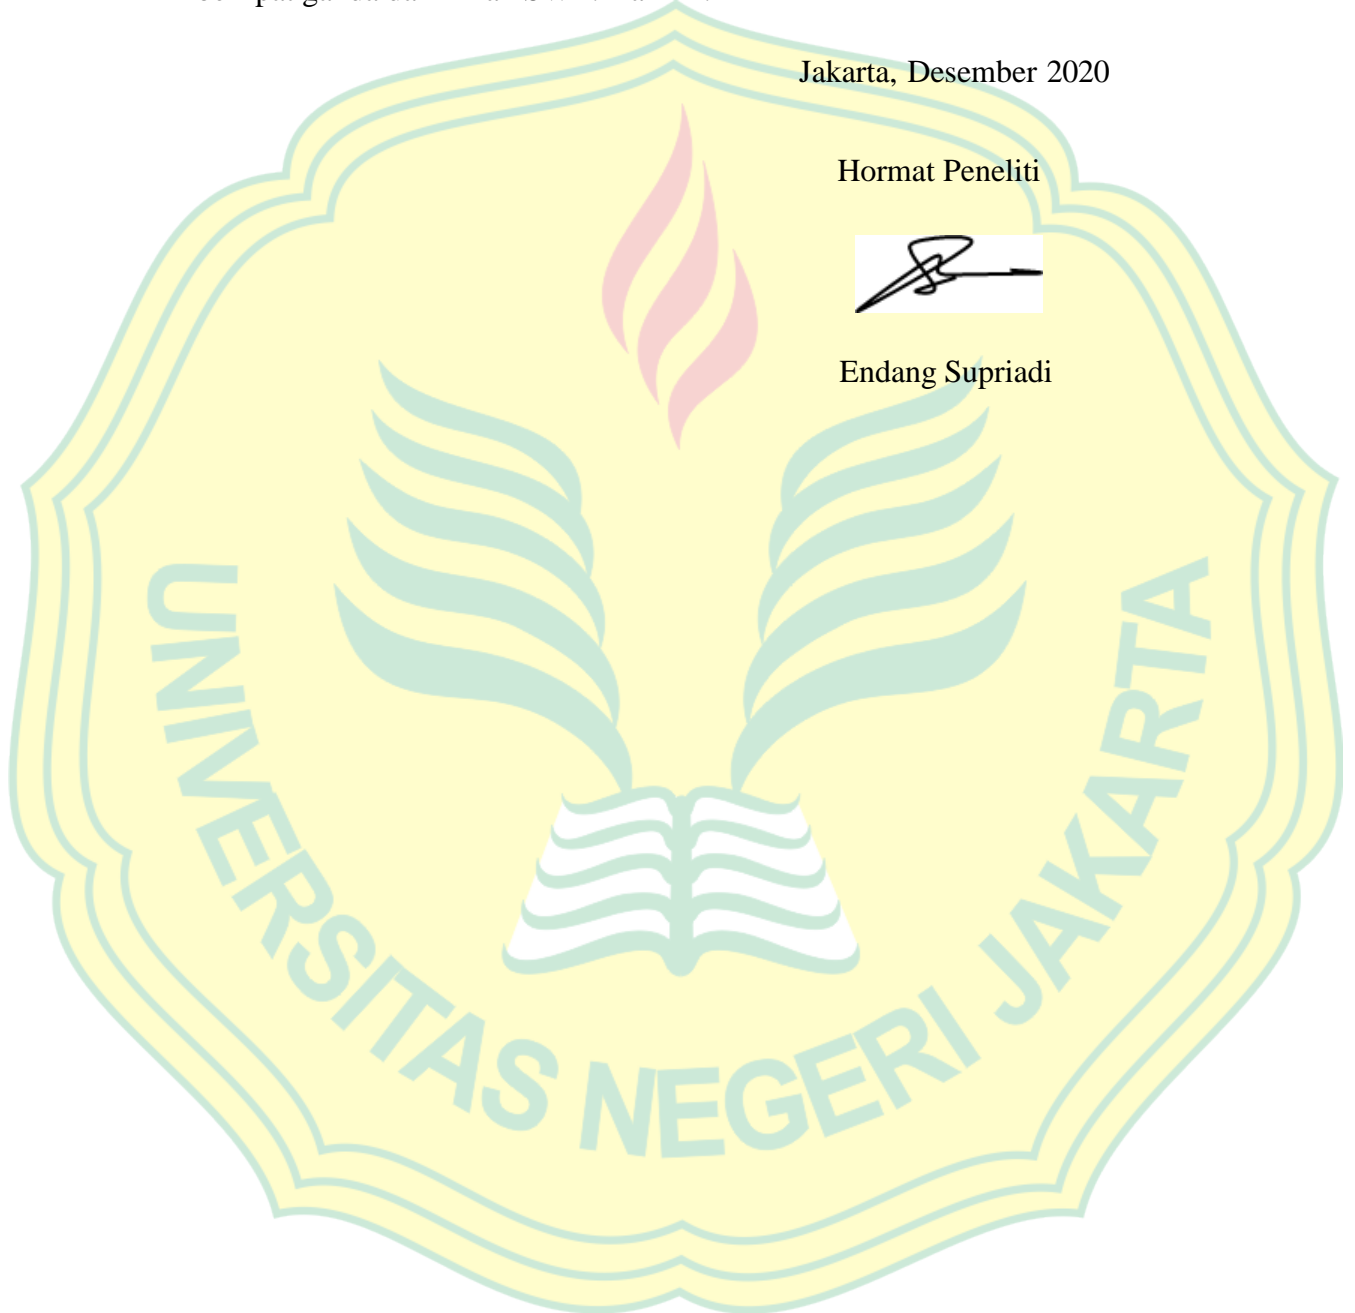 Jakarta, Desember 2020
Hormat Peneliti
Endang Supriadi
UNIVERSITAS NEGERI JAKARTA